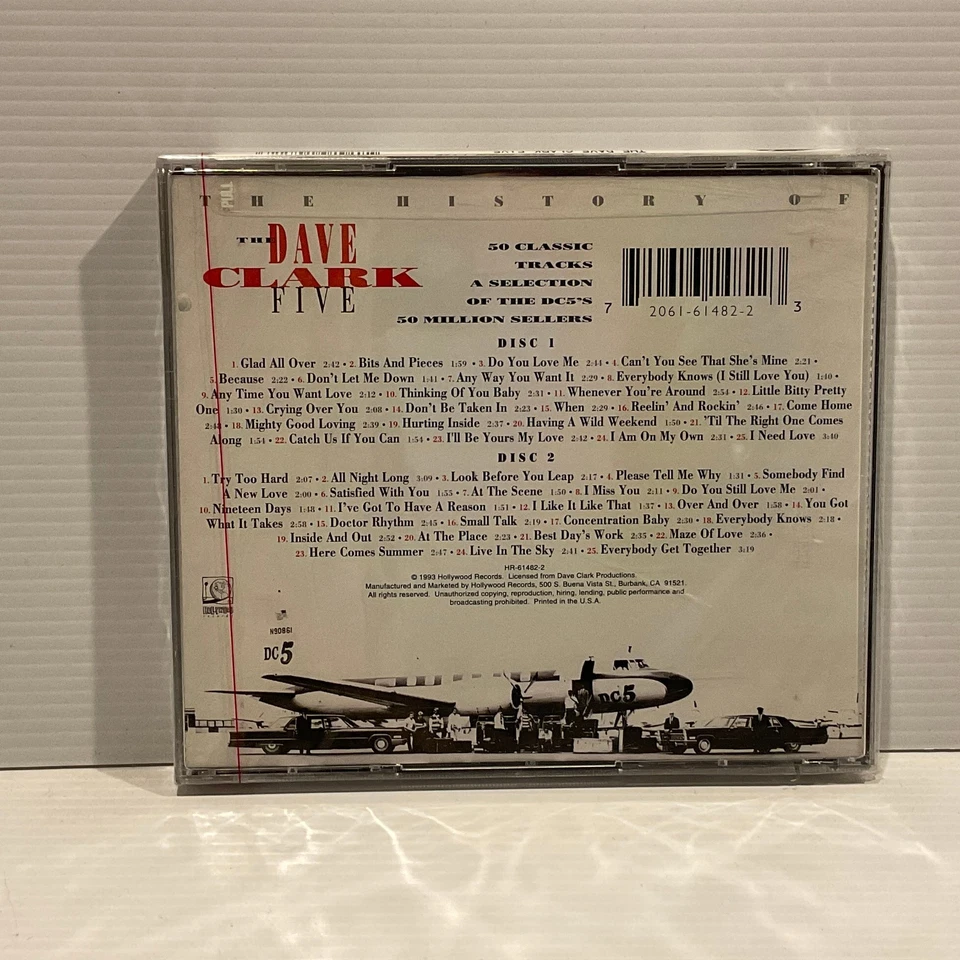 PULL
THE HISTORY OF
THE DAVE
CLARK
FIVE
50 CLASSIC
TRACKS
A SELECTION
OF THE DC5'S
50 MILLION SELLERS
7 2061-61482-2 3
DISC 1
1. Glad All Over 2:42 • 2. Bits And Pieces 1:59 • 3. Do You Love Me 2:44 • 4. Can't You See That She's Mine 2:21 •
5. Because 2:22 • 6. Don't Let Me Down 1:41 • 7. Any Way You Want It 2:29 • 8. Everybody Knows (I Still Love You) 1:40 •
9. Any Time You Want Love 2:12 • 10. Thinking Of You Baby 2:31 • 11. Whenever You're Around 2:54 • 12. Little Bitty Pretty
One 1:30 • 13. Crying Over You 2:08 • 14. Don't Be Taken In 2:23 • 15. When 2:29 • 16. Reelin' And Rockin' 2:46 • 17. Come Home
2:48 • 18. Mighty Good Loving 2:39 • 19. Hurting Inside 2:37 • 20. Having A Wild Weekend 1:50 • 21. 'Til The Right One Comes
Along 1:54 • 22. Catch Us If You Can 1:54 • 23. I'll Be Yours My Love 2:42 • 24. I Am On My Own 2:31 • 25. I Need Love 3:40
DISC 2
1. Try Too Hard 2:07 • 2. All Night Long 3:09 • 3. Look Before You Leap 2:17 • 4. Please Tell Me Why 1:31 • 5. Somebody Find
A New Love 2:00 • 6. Satisfied With You 1:55 • 7. At The Scene 1:50 • 8. I Miss You 2:11 • 9. Do You Still Love Me 2:01 •
10. Nineteen Days 1:48 • 11. I've Got To Have A Reason 1:51 • 12. I Like It Like That 1:37 • 13. Over And Over 1:58 • 14. You Got
What It Takes 2:58 • 15. Doctor Rhythm 2:45 • 16. Small Talk 2:19 • 17. Concentration Baby 2:30 • 18. Everybody Knows 2:18 •
19. Inside And Out 2:52 • 20. At The Place 2:23 • 21. Best Day's Work 2:35 • 22. Maze Of Love 2:36 •
23. Here Comes Summer 2:47 • 24. Live In The Sky 2:41 • 25. Everybody Get Together 3:19
HR-61482-2
© 1993 Hollywood Records. Licensed from Dave Clark Productions.
Manufactured and Marketed by Hollywood Records, 500 S. Buena Vista St., Burbank, CA 91521.
All rights reserved. Unauthorized copying, reproduction, hiring, lending, public performance and
broadcasting prohibited. Printed in the U.S.A.
N90861
DC5
DC5